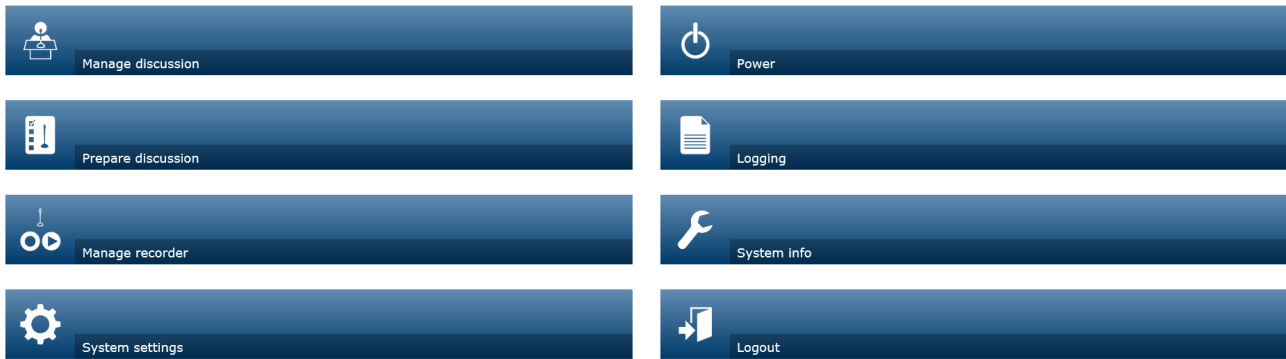 Manage discussion
Power
Prepare discussion
Logging
Manage recorder
System info
System settings
Logout